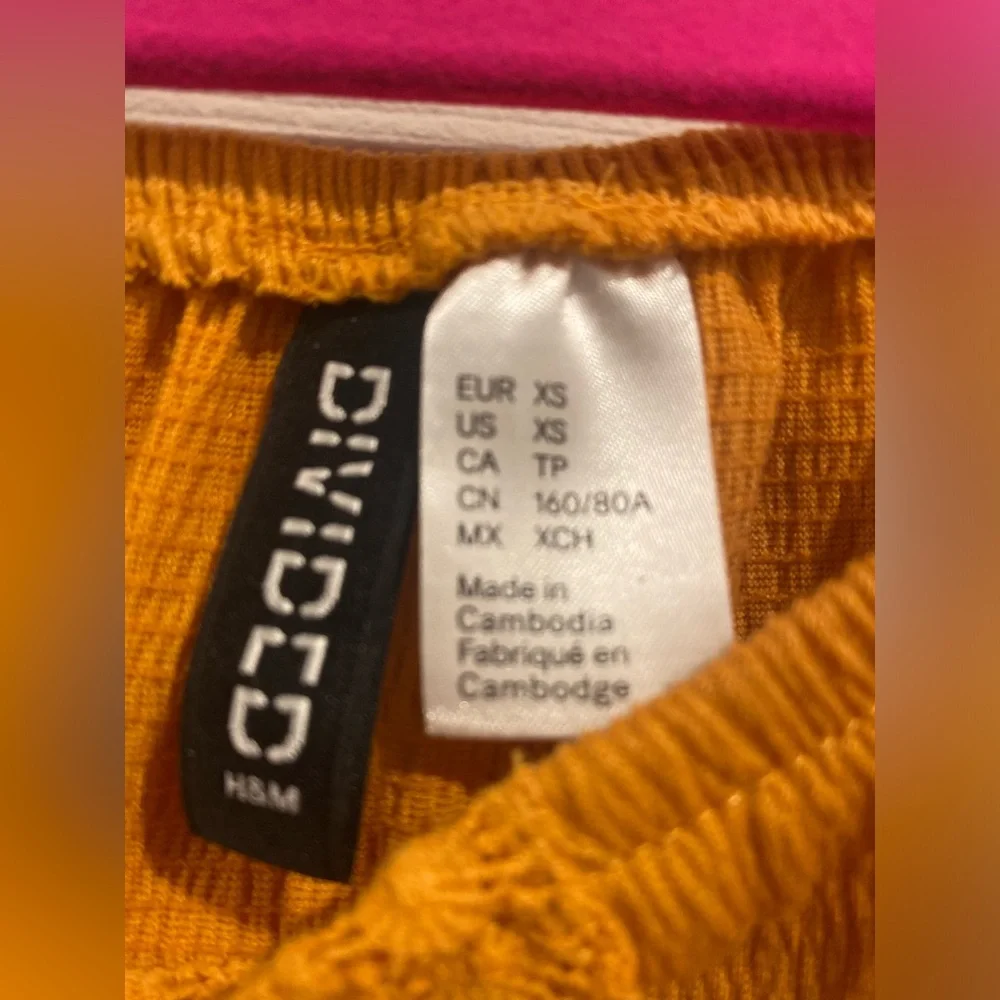 DIVIDED
H&M
EUR XS
US XS
CA TP
CN 160/80A
MX XCH
Made in
Cambodia
Fabriqué en
Cambodge